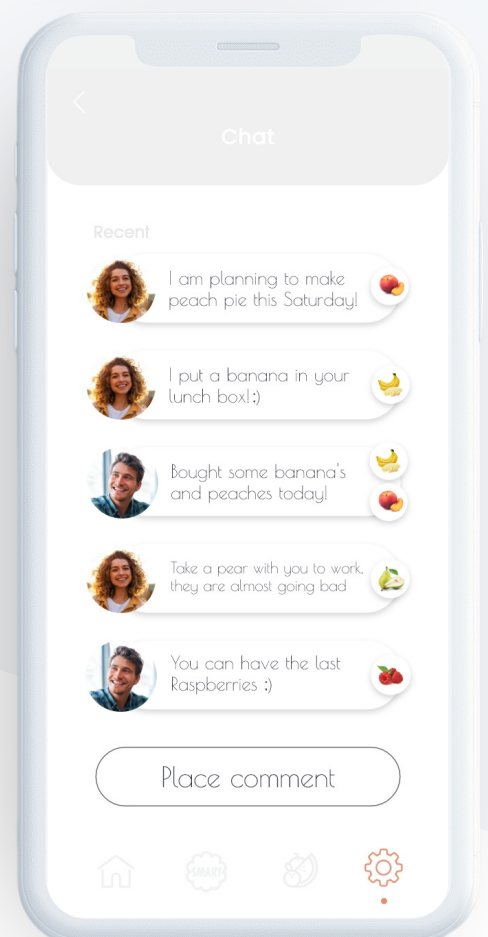 Chat
Recent
I am planning to make
peach pie this Saturday!
I put a banana in your
lunch box!;)
Bought some banana's
and peaches today!
Take a pear with you to work,
they are almost going bad
You can have the last
Raspberries :)
Place comment
SMART